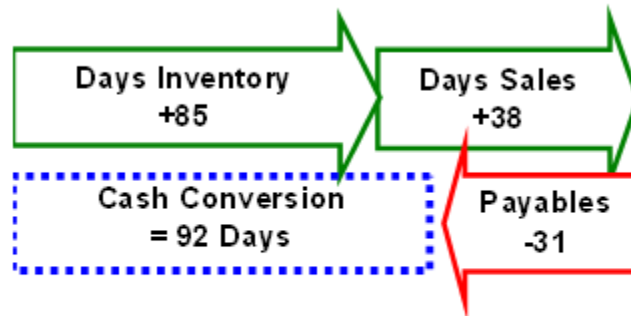 Days Inventory
+85
Days Sales
+38
Cash Conversion
= 92 Days
Payables
-31